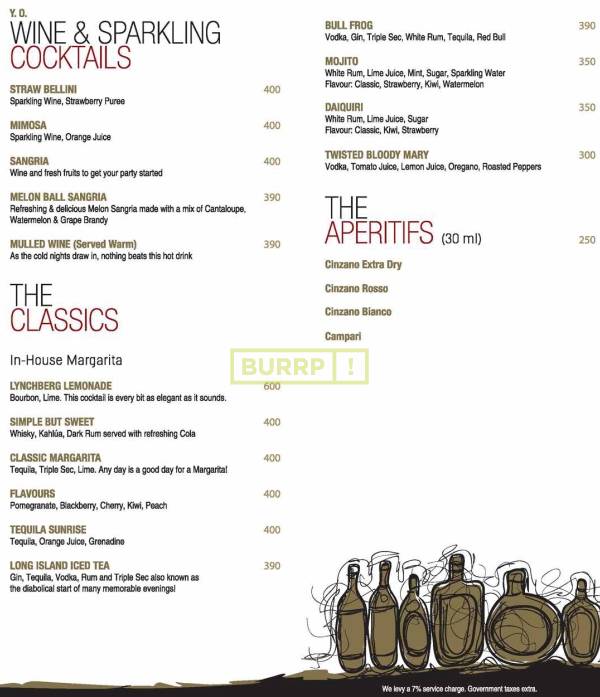 Y. O.
WINE & SPARKLING
COCKTAILS
STRAW BELLINI 400
Sparkling Wine, Strawberry Puree
MIMOSA 400
Sparkling Wine, Orange Juice
SANGRIA 400
Wine and fresh fruits to get your party started
MELON BALL SANGRIA 390
Refreshing & delicious Melon Sangria made with a mix of Cantaloupe,
Watermelon & Grape Brandy
MULLED WINE (Served Warm) 390
As the cold nights draw in, nothing beats this hot drink
THE
CLASSICS
In-House Margarita
LYNCHBERG LEMONADE 600
Bourbon, Lime. This cocktail is every bit as elegant as it sounds.
SIMPLE BUT SWEET 400
Whisky, Kahlúa, Dark Rum served with refreshing Cola
CLASSIC MARGARITA 400
Tequila, Triple Sec, Lime. Any day is a good day for a Margarita!
FLAVOURS 400
Pomegranate, Blackberry, Cherry, Kiwi, Peach
TEQUILA SUNRISE 400
Tequila, Orange Juice, Grenadine
LONG ISLAND ICED TEA 390
Gin, Tequila, Vodka, Rum and Triple Sec also known as
the diabolical start of many memorable evenings!
BULL FROG 390
Vodka, Gin, Triple Sec, White Rum, Tequila, Red Bull
MOJITO 350
White Rum, Lime Juice, Mint, Sugar, Sparkling Water
Flavour: Classic, Strawberry, Kiwi, Watermelon
DAIQUIRI 350
White Rum, Lime Juice, Sugar
Flavour: Classic, Kiwi, Strawberry
TWISTED BLOODY MARY 300
Vodka, Tomato Juice, Lemon Juice, Oregano, Roasted Peppers
THE
APERITIFS (30 ml) 250
Cinzano Extra Dry
Cinzano Rosso
Cinzano Bianco
Campari
BURRP!
We levy a 7% service charge. Government taxes extra.